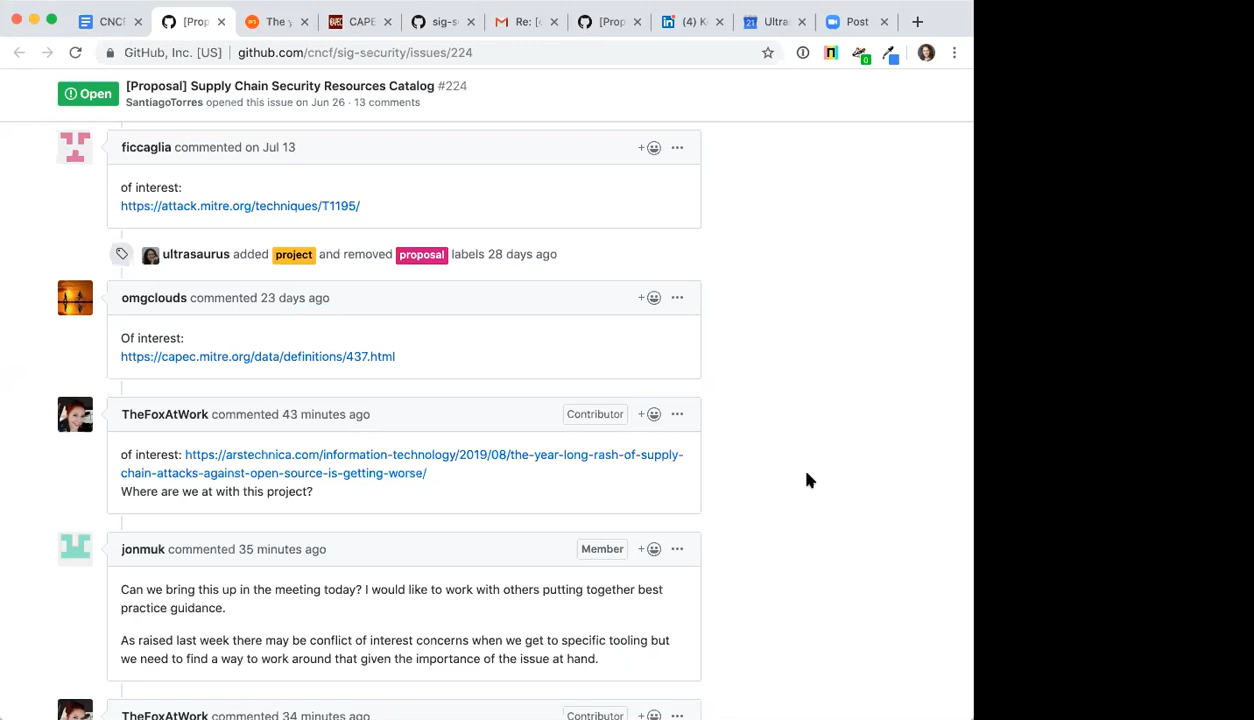 CNCF
[Prop
The y
CAPE
sig-s
Re: [
[Prop
(4) K
Ultra
Post
GitHub, Inc. [US] github.com/cncf/sig-security/issues/224
0
Open
[Proposal] Supply Chain Security Resources Catalog #224
SantiagoTorres opened this issue on Jun 26 · 13 comments
ficcaglia commented on Jul 13
of interest:
https://attack.mitre.org/techniques/T1195/
ultrasaurus added project and removed proposal labels 28 days ago
omgclouds commented 23 days ago
Of interest:
https://capec.mitre.org/data/definitions/437.html
TheFoxAtWork commented 43 minutes ago Contributor
of interest: https://arstechnica.com/information-technology/2019/08/the-year-long-rash-of-supply-
chain-attacks-against-open-source-is-getting-worse/
Where are we at with this project?
jonmuk commented 35 minutes ago Member
Can we bring this up in the meeting today? I would like to work with others putting together best
practice guidance.
As raised last week there may be conflict of interest concerns when we get to specific tooling but
we need to find a way to work around that given the importance of the issue at hand.
TheFoxAtWork commented 34 minutes ago Contributor